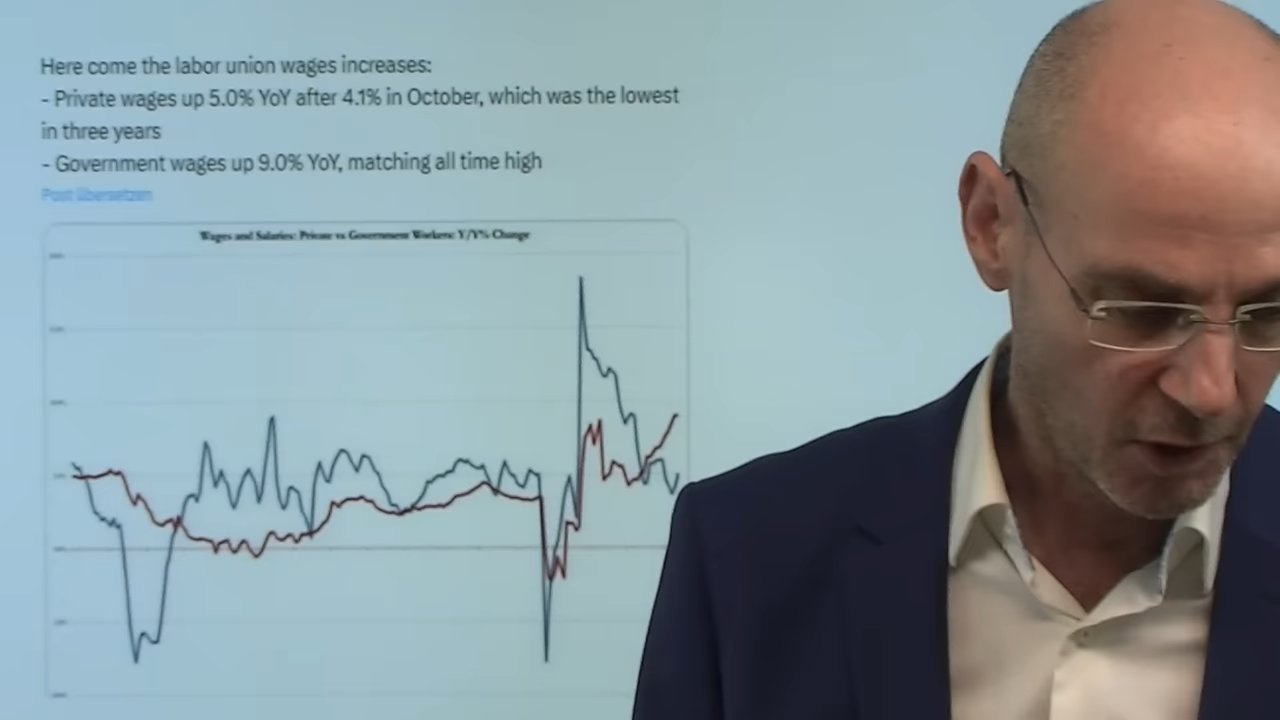 Here come the labor union wages increases:
- Private wages up 5.0% YoY after 4.1% in October, which was the lowest
in three years
- Government wages up 9.0% YoY, matching all time high
Post übersetzen
Wages and Salaries: Private vs Government Workers: Y/Y% Change